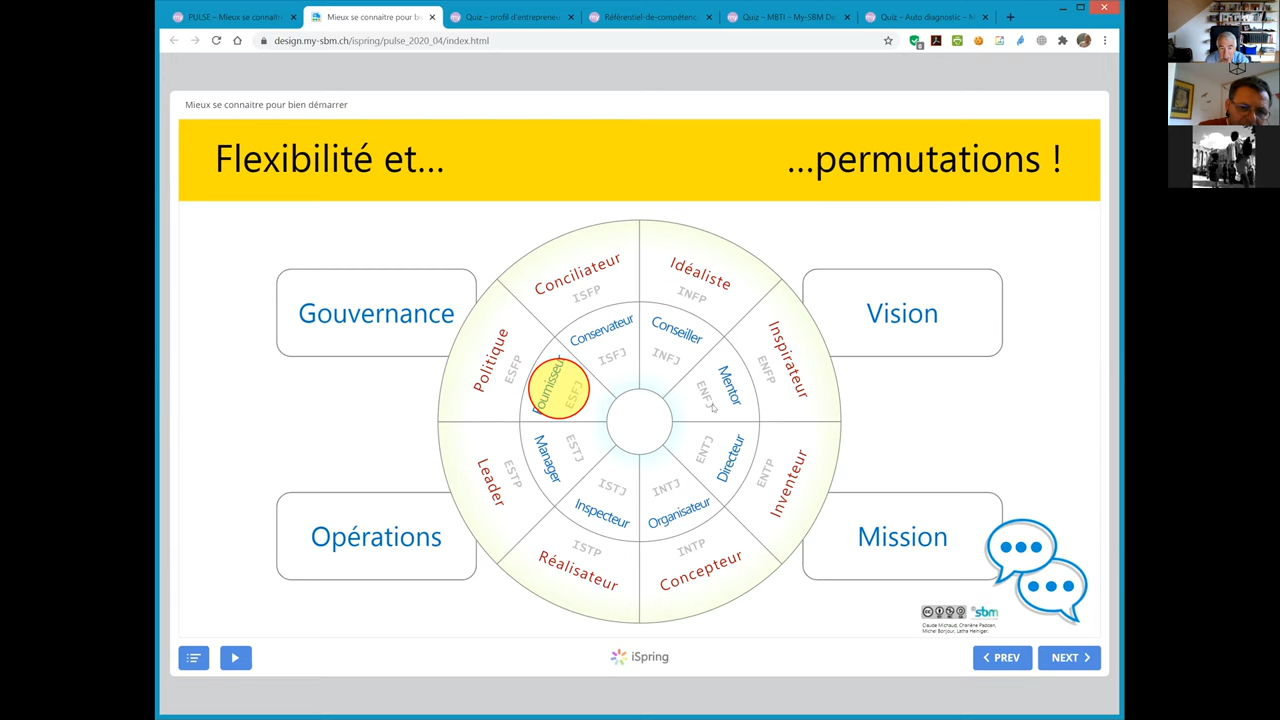 PULSE – Mieux se connaîtr
Mieux se connaitre pour b
Quiz – profil d'entrepreneu
Référentiel-de-compétenc
Quiz – MBTI – My-SBM De
Quiz – Auto diagnostic – M
design.my-sbm.ch/ispring/pulse_2020_04/index.html
Mieux se connaitre pour bien démarrer
Flexibilité et...
...permutations !
Gouvernance
Vision
Opérations
Mission
Conciliateur
ISFP
Idéaliste
INFP
Inspirateur
ENFP
Inventeur
ENTP
Concepteur
INTP
Réalisateur
ISTP
Leader
ESTP
Politique
ESFP
Conservateur
ISFJ
Conseiller
INFJ
Mentor
ENFJ
Directeur
ENTJ
Organisateur
INTJ
Inspecteur
ISTJ
Manager
ESTJ
Fournisseur
ESFJ
sbm
Claude Michaud, Charlène Paccen,
Michel Bonjour, Latha Heiniger.
iSpring
PREV
NEXT